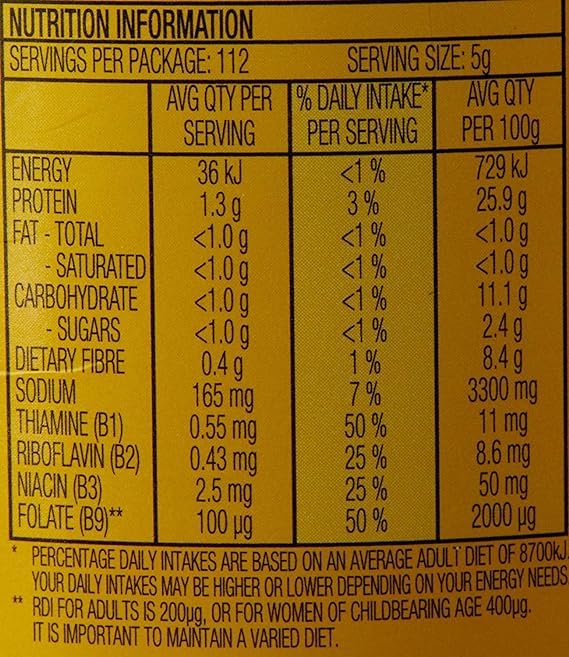 NUTRITION INFORMATION
SERVINGS PER PACKAGE: 112 SERVING SIZE: 5g
AVG QTY PER SERVING % DAILY INTAKE* PER SERVING AVG QTY PER 100g
ENERGY 36 kJ <1 % 729 kJ
PROTEIN 1.3 g 3 % 25.9 g
FAT - TOTAL <1.0 g <1 % <1.0 g
- SATURATED <1.0 g <1 % <1.0 g
CARBOHYDRATE <1.0 g <1 % 11.1 g
- SUGARS <1.0 g <1 % 2.4 g
DIETARY FIBRE 0.4 g 1 % 8.4 g
SODIUM 165 mg 7 % 3300 mg
THIAMINE (B1) 0.55 mg 50 % 11 mg
RIBOFLAVIN (B2) 0.43 mg 25 % 8.6 mg
NIACIN (B3) 2.5 mg 25 % 50 mg
FOLATE (B9)** 100 µg 50 % 2000 µg
* PERCENTAGE DAILY INTAKES ARE BASED ON AN AVERAGE ADULT DIET OF 8700kJ.
YOUR DAILY INTAKES MAY BE HIGHER OR LOWER DEPENDING ON YOUR ENERGY NEEDS
** RDI FOR ADULTS IS 200µg, OR FOR WOMEN OF CHILDBEARING AGE 400µg.
IT IS IMPORTANT TO MAINTAIN A VARIED DIET.